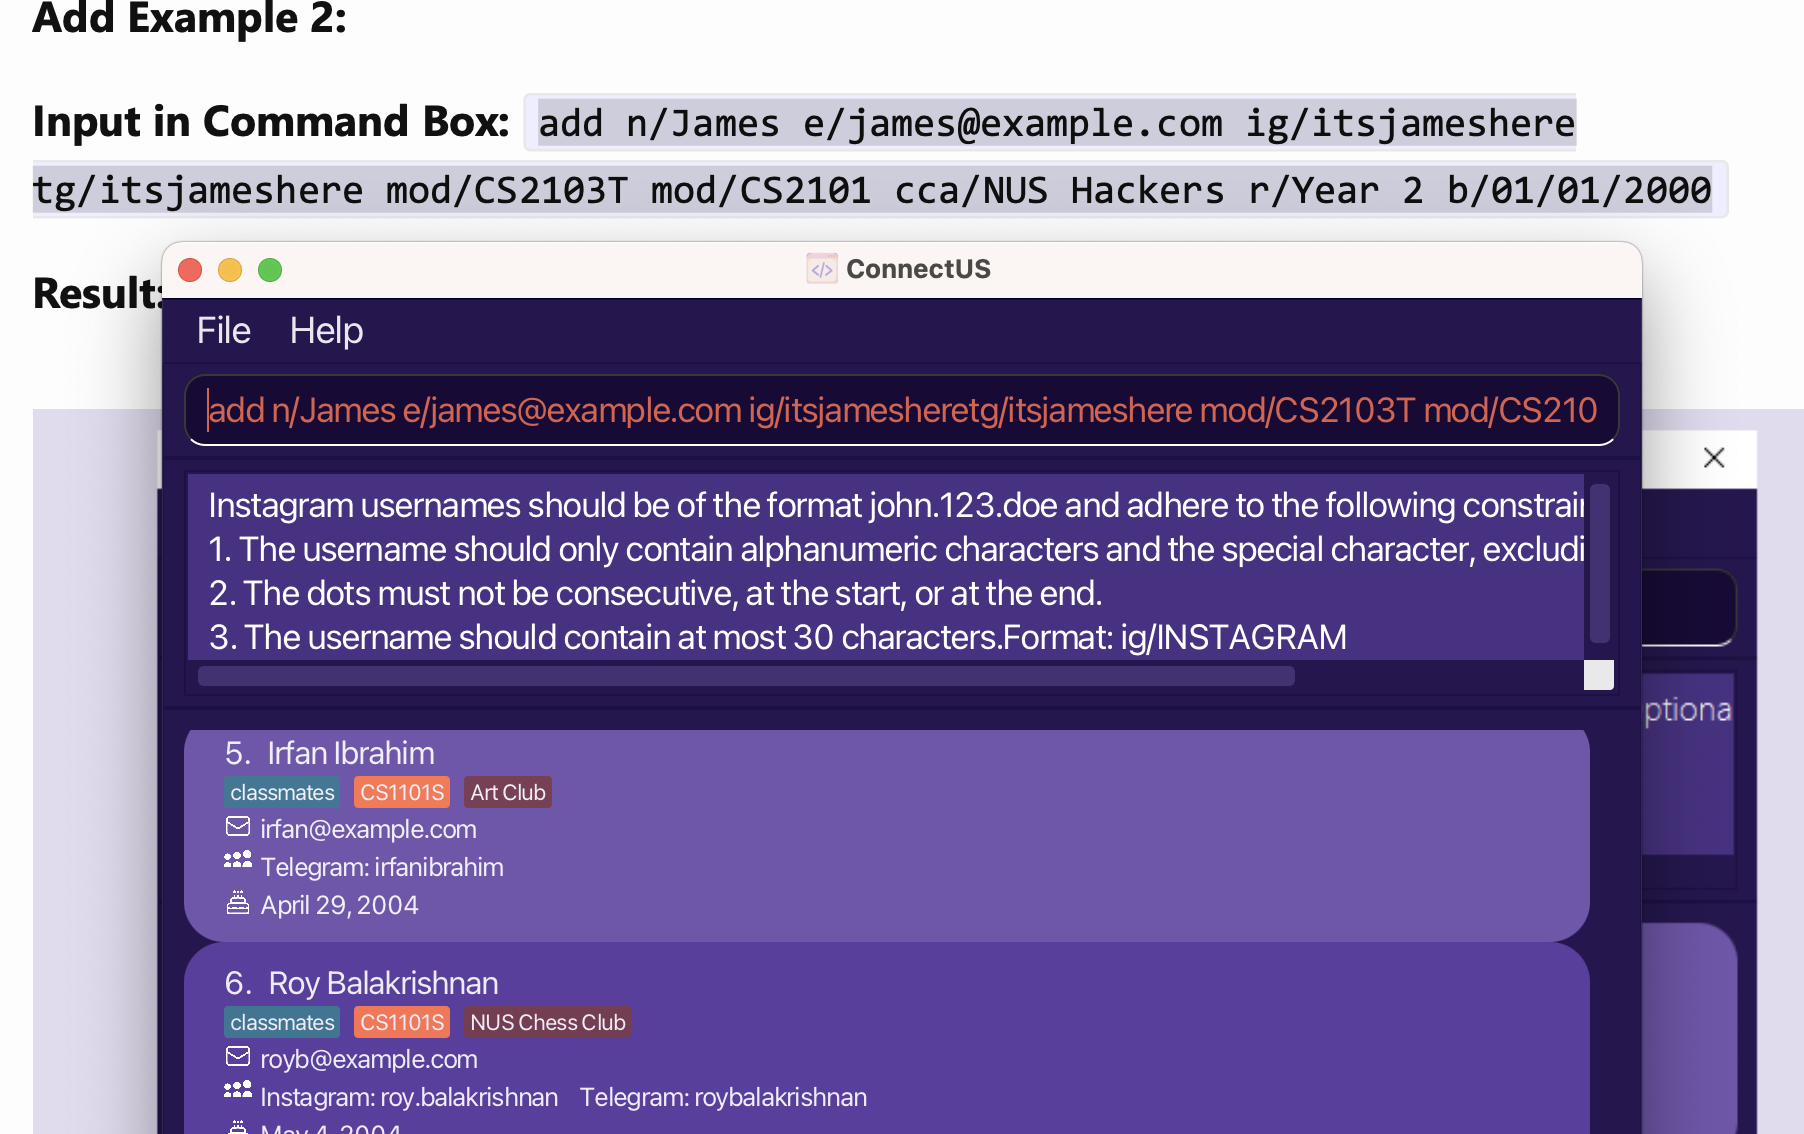 Add Example 2:
Input in Command Box: add n/James e/james@example.com ig/itsjameshere
tg/itsjameshere mod/CS2103T mod/CS2101 cca/NUS Hackers r/Year 2 b/01/01/2000
Result:
ConnectUS
File Help
add n/James e/james@example.com ig/itsjamesheretg/itsjameshere mod/CS2103T mod/CS210
Instagram usernames should be of the format john.123.doe and adhere to the following constrain
1. The username should only contain alphanumeric characters and the special character, excludi
2. The dots must not be consecutive, at the start, or at the end.
3. The username should contain at most 30 characters.Format: ig/INSTAGRAM
ptiona
5. Irfan Ibrahim
classmates CS1101S Art Club
irfan@example.com
Telegram: irfanibrahim
April 29, 2004
6. Roy Balakrishnan
classmates CS1101S NUS Chess Club
royb@example.com
Instagram: roy.balakrishnan Telegram: roybalakrishnan
May 4, 2004